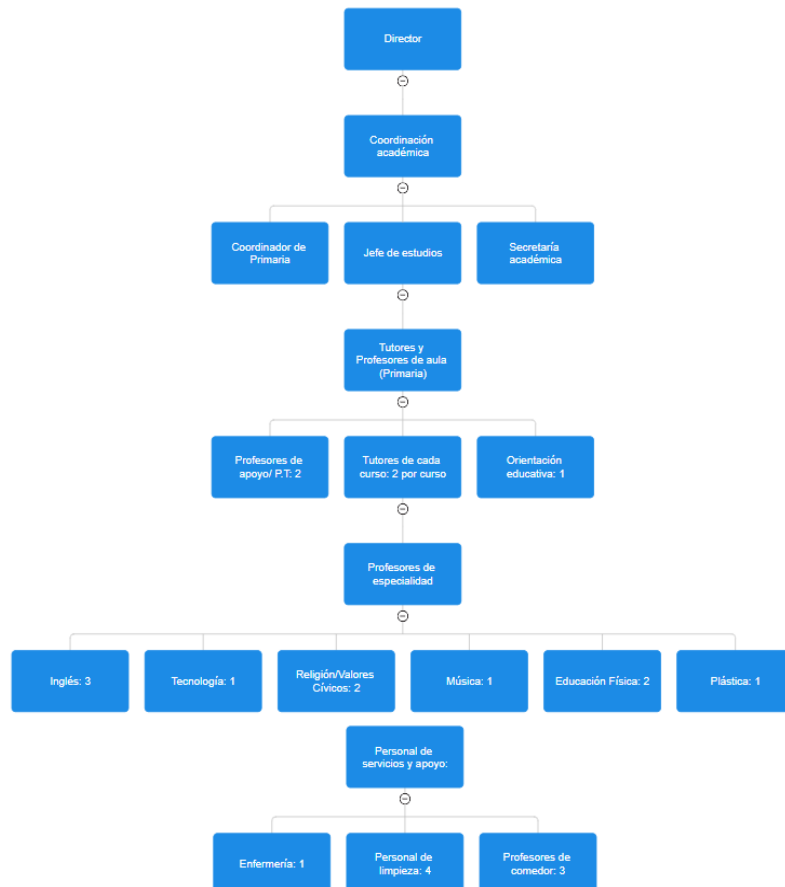 Director
Coordinación
académica
Coordinador de
Primaria
Jefe de estudios
Secretaría
académica
Tutores y
Profesores de aula
(Primaria)
Profesores de
apoyo/ P.T: 2
Tutores de cada
curso: 2 por curso
Orientación
educativa: 1
Profesores de
especialidad
Inglés: 3
Tecnología: 1
Religión/Valores
Cívicos: 2
Música: 1
Educación Física: 2
Plástica: 1
Personal de
servicios y apoyo:
Enfermería: 1
Personal de
limpieza: 4
Profesores de
comedor: 3